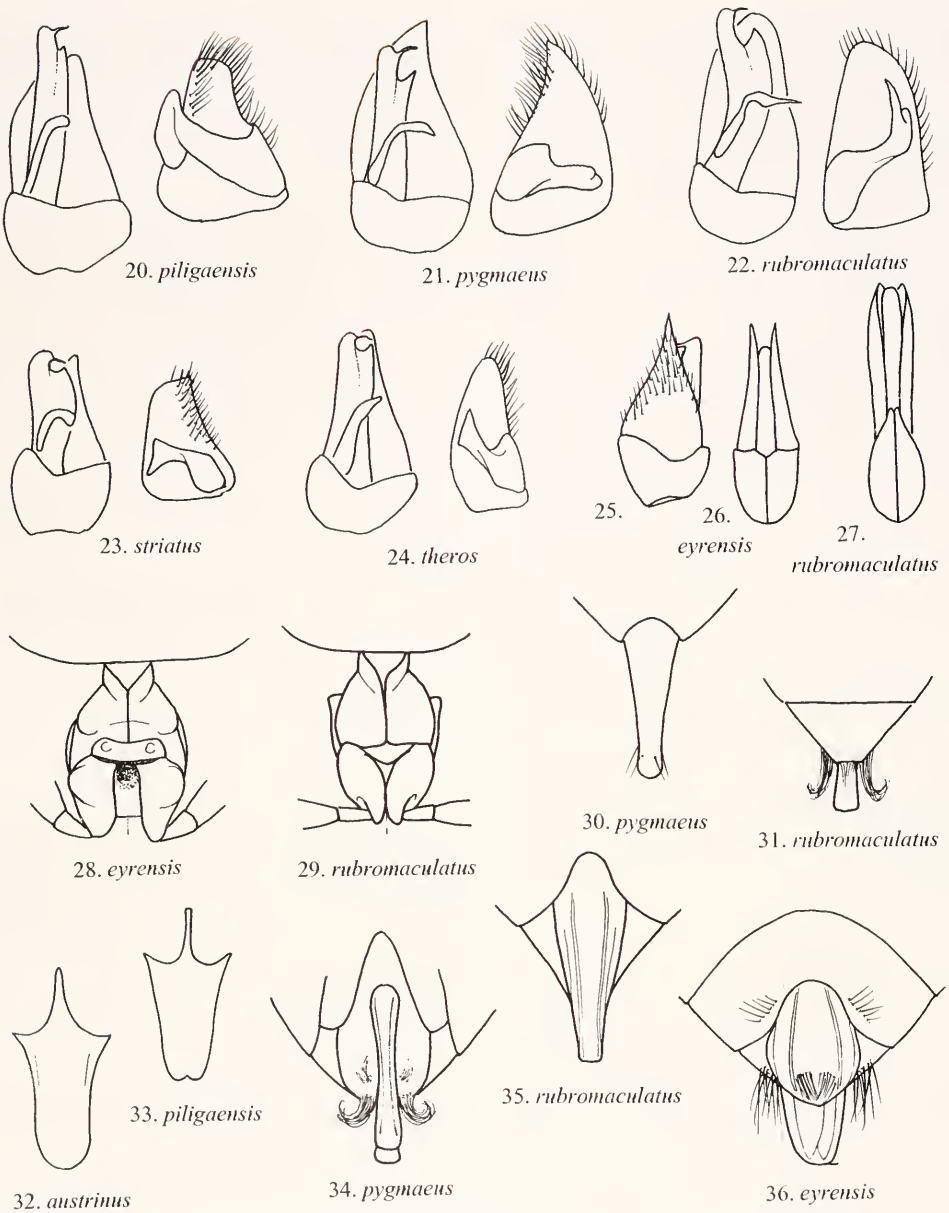 20. piligaensis
21. pygmaeus
22. rubromaculatus
23. striatus
24. theros
25.
26.
eyrensis
27.
rubromaculatus
28. eyrensis
29. rubromaculatus
30. pygmaeus
31. rubromaculatus
32. austrinus
33. piligaensis
34. pygmaeus
35. rubromaculatus
36. eyrensis